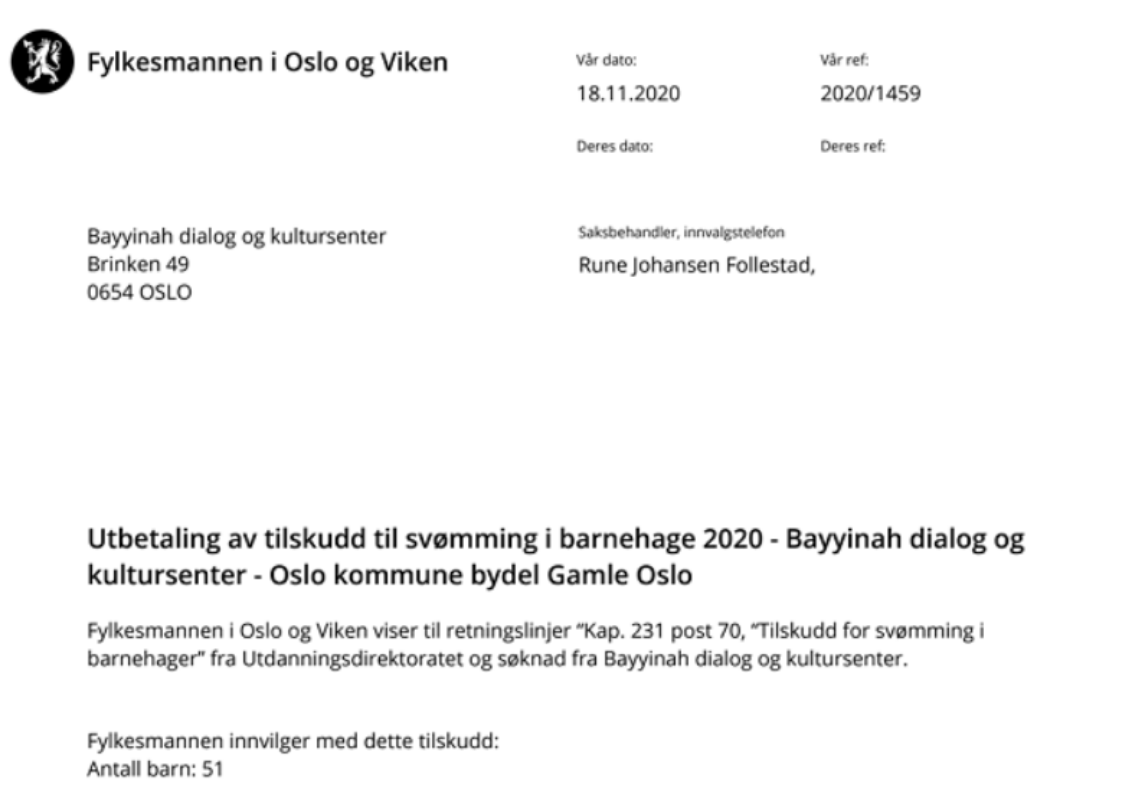 Fylkesmannen i Oslo og Viken
Vår dato:
18.11.2020
Vår ref:
2020/1459
Deres dato:
Deres ref:
Bayyinah dialog og kultursenter
Brinken 49
0654 OSLO
Saksbehandler, innvalgstelefon
Rune Johansen Follestad,
Utbetaling av tilskudd til svømming i barnehage 2020 - Bayyinah dialog og
kultursenter - Oslo kommune bydel Gamle Oslo
Fylkesmannen i Oslo og Viken viser til retningslinjer “Kap. 231 post 70, “Tilskudd for svømming i
barnehager” fra Utdanningsdirektoratet og søknad fra Bayyinah dialog og kultursenter.
Fylkesmannen innvilger med dette tilskudd:
Antall barn: 51